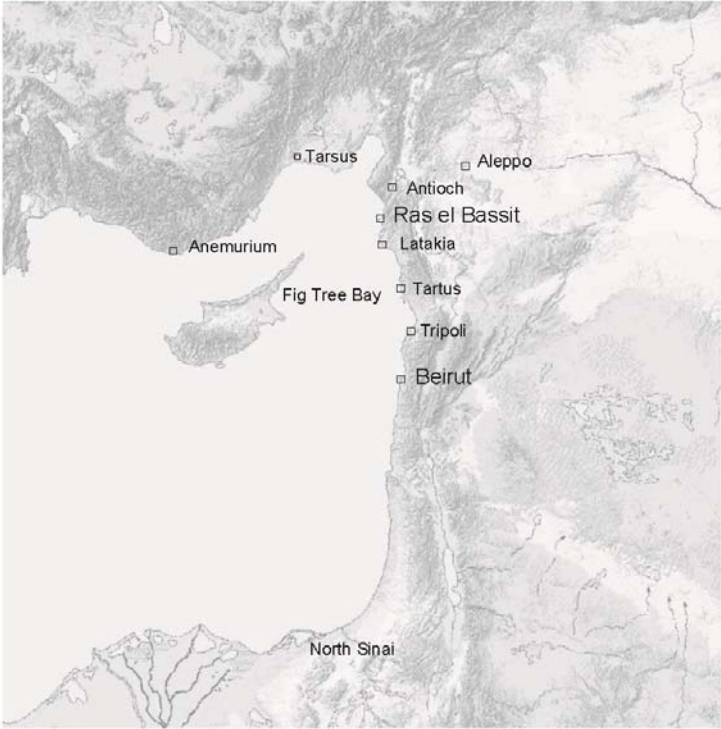 Tarsus
Aleppo
Antioch
Ras el Bassit
Latakia
Anemurium
Tartus
Fig Tree Bay
Tripoli
Beirut
North Sinai